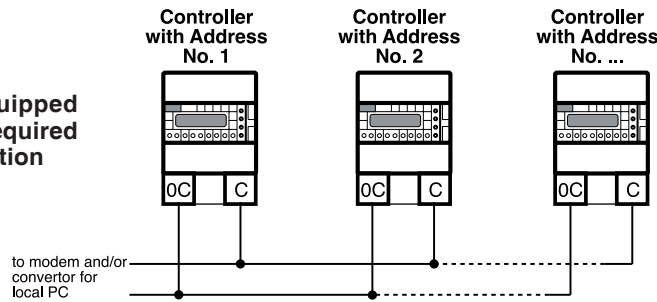 Controller
with Address
No. 1
Controller
with Address
No. 2
Controller
with Address
No. ...
uipped
equired
tion
0C
C
0C
C
0C
C
to modem and/or
convertor for
local PC